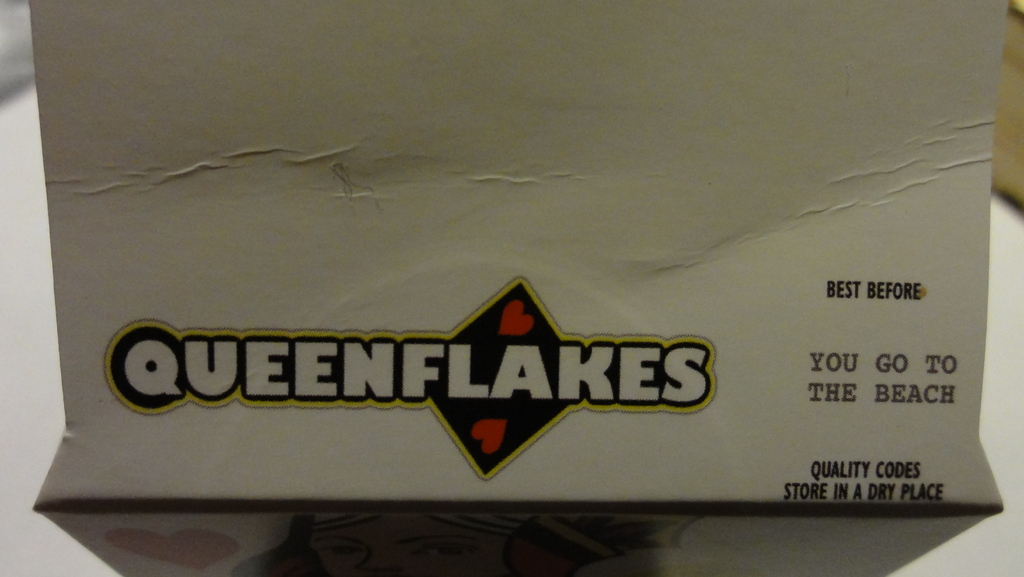 QUEENFLAKES
BEST BEFORE
YOU GO TO
THE BEACH
QUALITY CODES
STORE IN A DRY PLACE